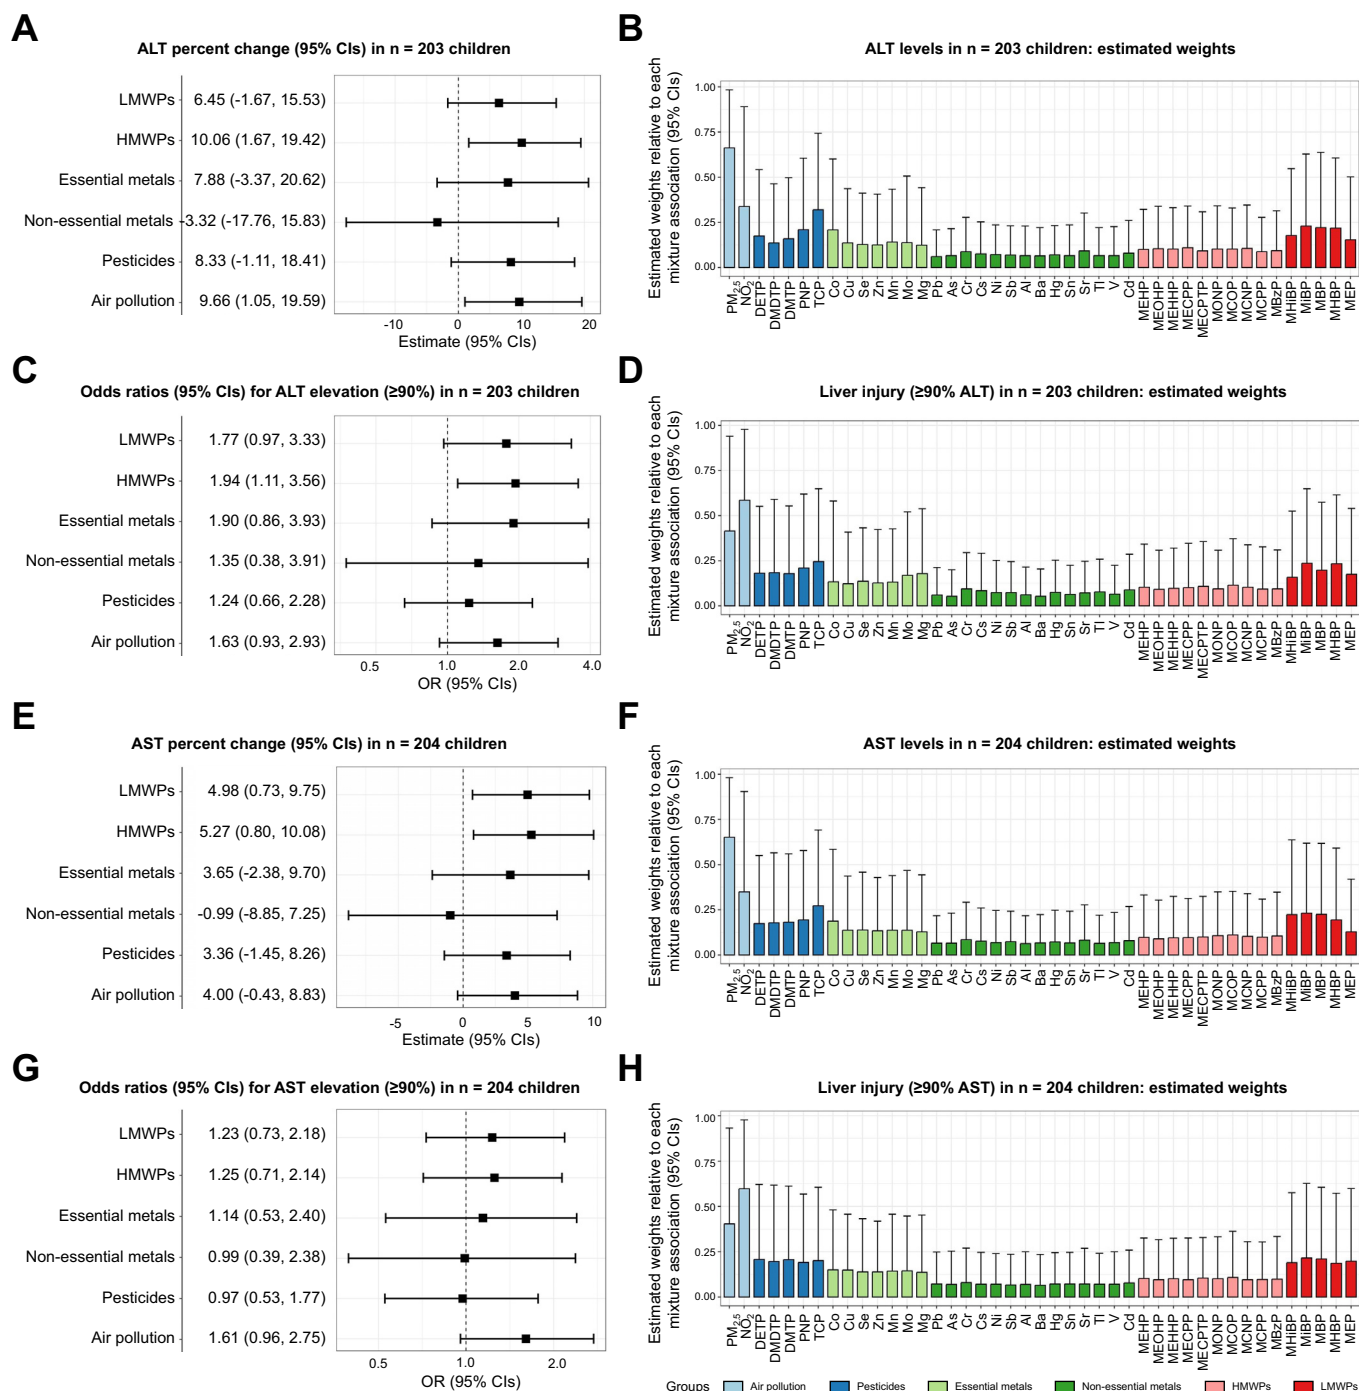 A
ALT percent change (95% CIs) in n = 203 children
LMWPs 6.45 (-1.67, 15.53)
HMWPs 10.06 (1.67, 19.42)
Essential metals 7.88 (-3.37, 20.62)
Non-essential metals -3.32 (-17.76, 15.83)
Pesticides 8.33 (-1.11, 18.41)
Air pollution 9.66 (1.05, 19.59)
-10 0 10 20
Estimate (95% CIs)
B
ALT levels in n = 203 children: estimated weights
Estimated weights relative to each
mixture association (95% CIs)
1.00
0.75
0.50
0.25
0.00
PM2.5 NO2 DETP DMDTP DMTP PNP TCP Co Cu Se Zn Mn Mo Mg Pb As Cr Cs Ni Sb Al Ba Hg Sn Sr Tl V Cd MEHP MEOHP MEHHP MECPP MECPTP MONP MCOP MCNP MCPP MBzP MHiBP MiBP MBP MHBP MEP
C
Odds ratios (95% CIs) for ALT elevation (≥90%) in n = 203 children
LMWPs 1.77 (0.97, 3.33)
HMWPs 1.94 (1.11, 3.56)
Essential metals 1.90 (0.86, 3.93)
Non-essential metals 1.35 (0.38, 3.91)
Pesticides 1.24 (0.66, 2.28)
Air pollution 1.63 (0.93, 2.93)
0.5 1.0 2.0 4.0
OR (95% CIs)
D
Liver injury (≥90% ALT) in n = 203 children: estimated weights
Estimated weights relative to each
mixture association (95% CIs)
1.00
0.75
0.50
0.25
0.00
PM2.5 NO2 DETP DMDTP DMTP PNP TCP Co Cu Se Zn Mn Mo Mg Pb As Cr Cs Ni Sb Al Ba Hg Sn Sr Tl V Cd MEHP MEOHP MEHHP MECPP MECPTP MONP MCOP MCNP MCPP MBzP MHiBP MiBP MBP MHBP MEP
E
AST percent change (95% CIs) in n = 204 children
LMWPs 4.98 (0.73, 9.75)
HMWPs 5.27 (0.80, 10.08)
Essential metals 3.65 (-2.38, 9.70)
Non-essential metals -0.99 (-8.85, 7.25)
Pesticides 3.36 (-1.45, 8.26)
Air pollution 4.00 (-0.43, 8.83)
-5 0 5 10
Estimate (95% CIs)
F
AST levels in n = 204 children: estimated weights
Estimated weights relative to each
mixture association (95% CIs)
1.00
0.75
0.50
0.25
0.00
PM2.5 NO2 DETP DMDTP DMTP PNP TCP Co Cu Se Zn Mn Mo Mg Pb As Cr Cs Ni Sb Al Ba Hg Sn Sr Tl V Cd MEHP MEOHP MEHHP MECPP MECPTP MONP MCOP MCNP MCPP MBzP MHiBP MiBP MBP MHBP MEP
G
Odds ratios (95% CIs) for AST elevation (≥90%) in n = 204 children
LMWPs 1.23 (0.73, 2.18)
HMWPs 1.25 (0.71, 2.14)
Essential metals 1.14 (0.53, 2.40)
Non-essential metals 0.99 (0.39, 2.38)
Pesticides 0.97 (0.53, 1.77)
Air pollution 1.61 (0.96, 2.75)
0.5 1.0 2.0
OR (95% CIs)
H
Liver injury (≥90% AST) in n = 204 children: estimated weights
Estimated weights relative to each
mixture association (95% CIs)
1.00
0.75
0.50
0.25
0.00
PM2.5 NO2 DETP DMDTP DMTP PNP TCP Co Cu Se Zn Mn Mo Mg Pb As Cr Cs Ni Sb Al Ba Hg Sn Sr Tl V Cd MEHP MEOHP MEHHP MECPP MECPTP MONP MCOP MCNP MCPP MBzP MHiBP MiBP MBP MHBP MEP
Groups Air pollution Pesticides Essential metals Non-essential metals HMWPs LMWPs